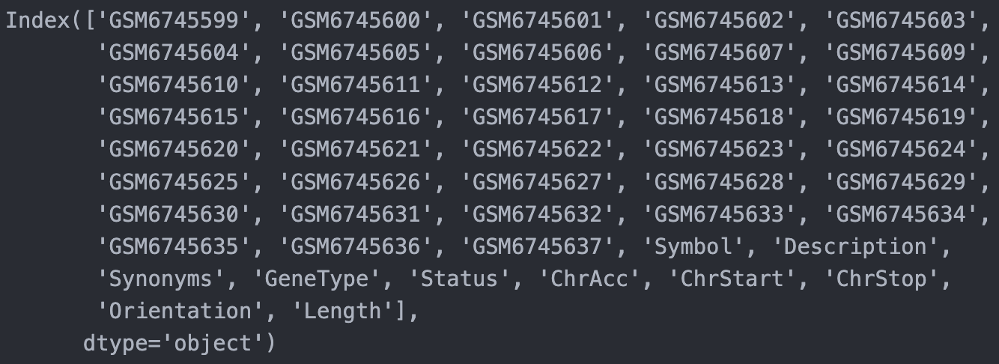 Index(['GSM6745599', 'GSM6745600', 'GSM6745601', 'GSM6745602', 'GSM6745603',
'GSM6745604', 'GSM6745605', 'GSM6745606', 'GSM6745607', 'GSM6745609',
'GSM6745610', 'GSM6745611', 'GSM6745612', 'GSM6745613', 'GSM6745614',
'GSM6745615', 'GSM6745616', 'GSM6745617', 'GSM6745618', 'GSM6745619',
'GSM6745620', 'GSM6745621', 'GSM6745622', 'GSM6745623', 'GSM6745624',
'GSM6745625', 'GSM6745626', 'GSM6745627', 'GSM6745628', 'GSM6745629',
'GSM6745630', 'GSM6745631', 'GSM6745632', 'GSM6745633', 'GSM6745634',
'GSM6745635', 'GSM6745636', 'GSM6745637', 'Symbol', 'Description',
'Synonyms', 'GeneType', 'Status', 'ChrAcc', 'ChrStart', 'ChrStop',
'Orientation', 'Length'],
dtype='object')